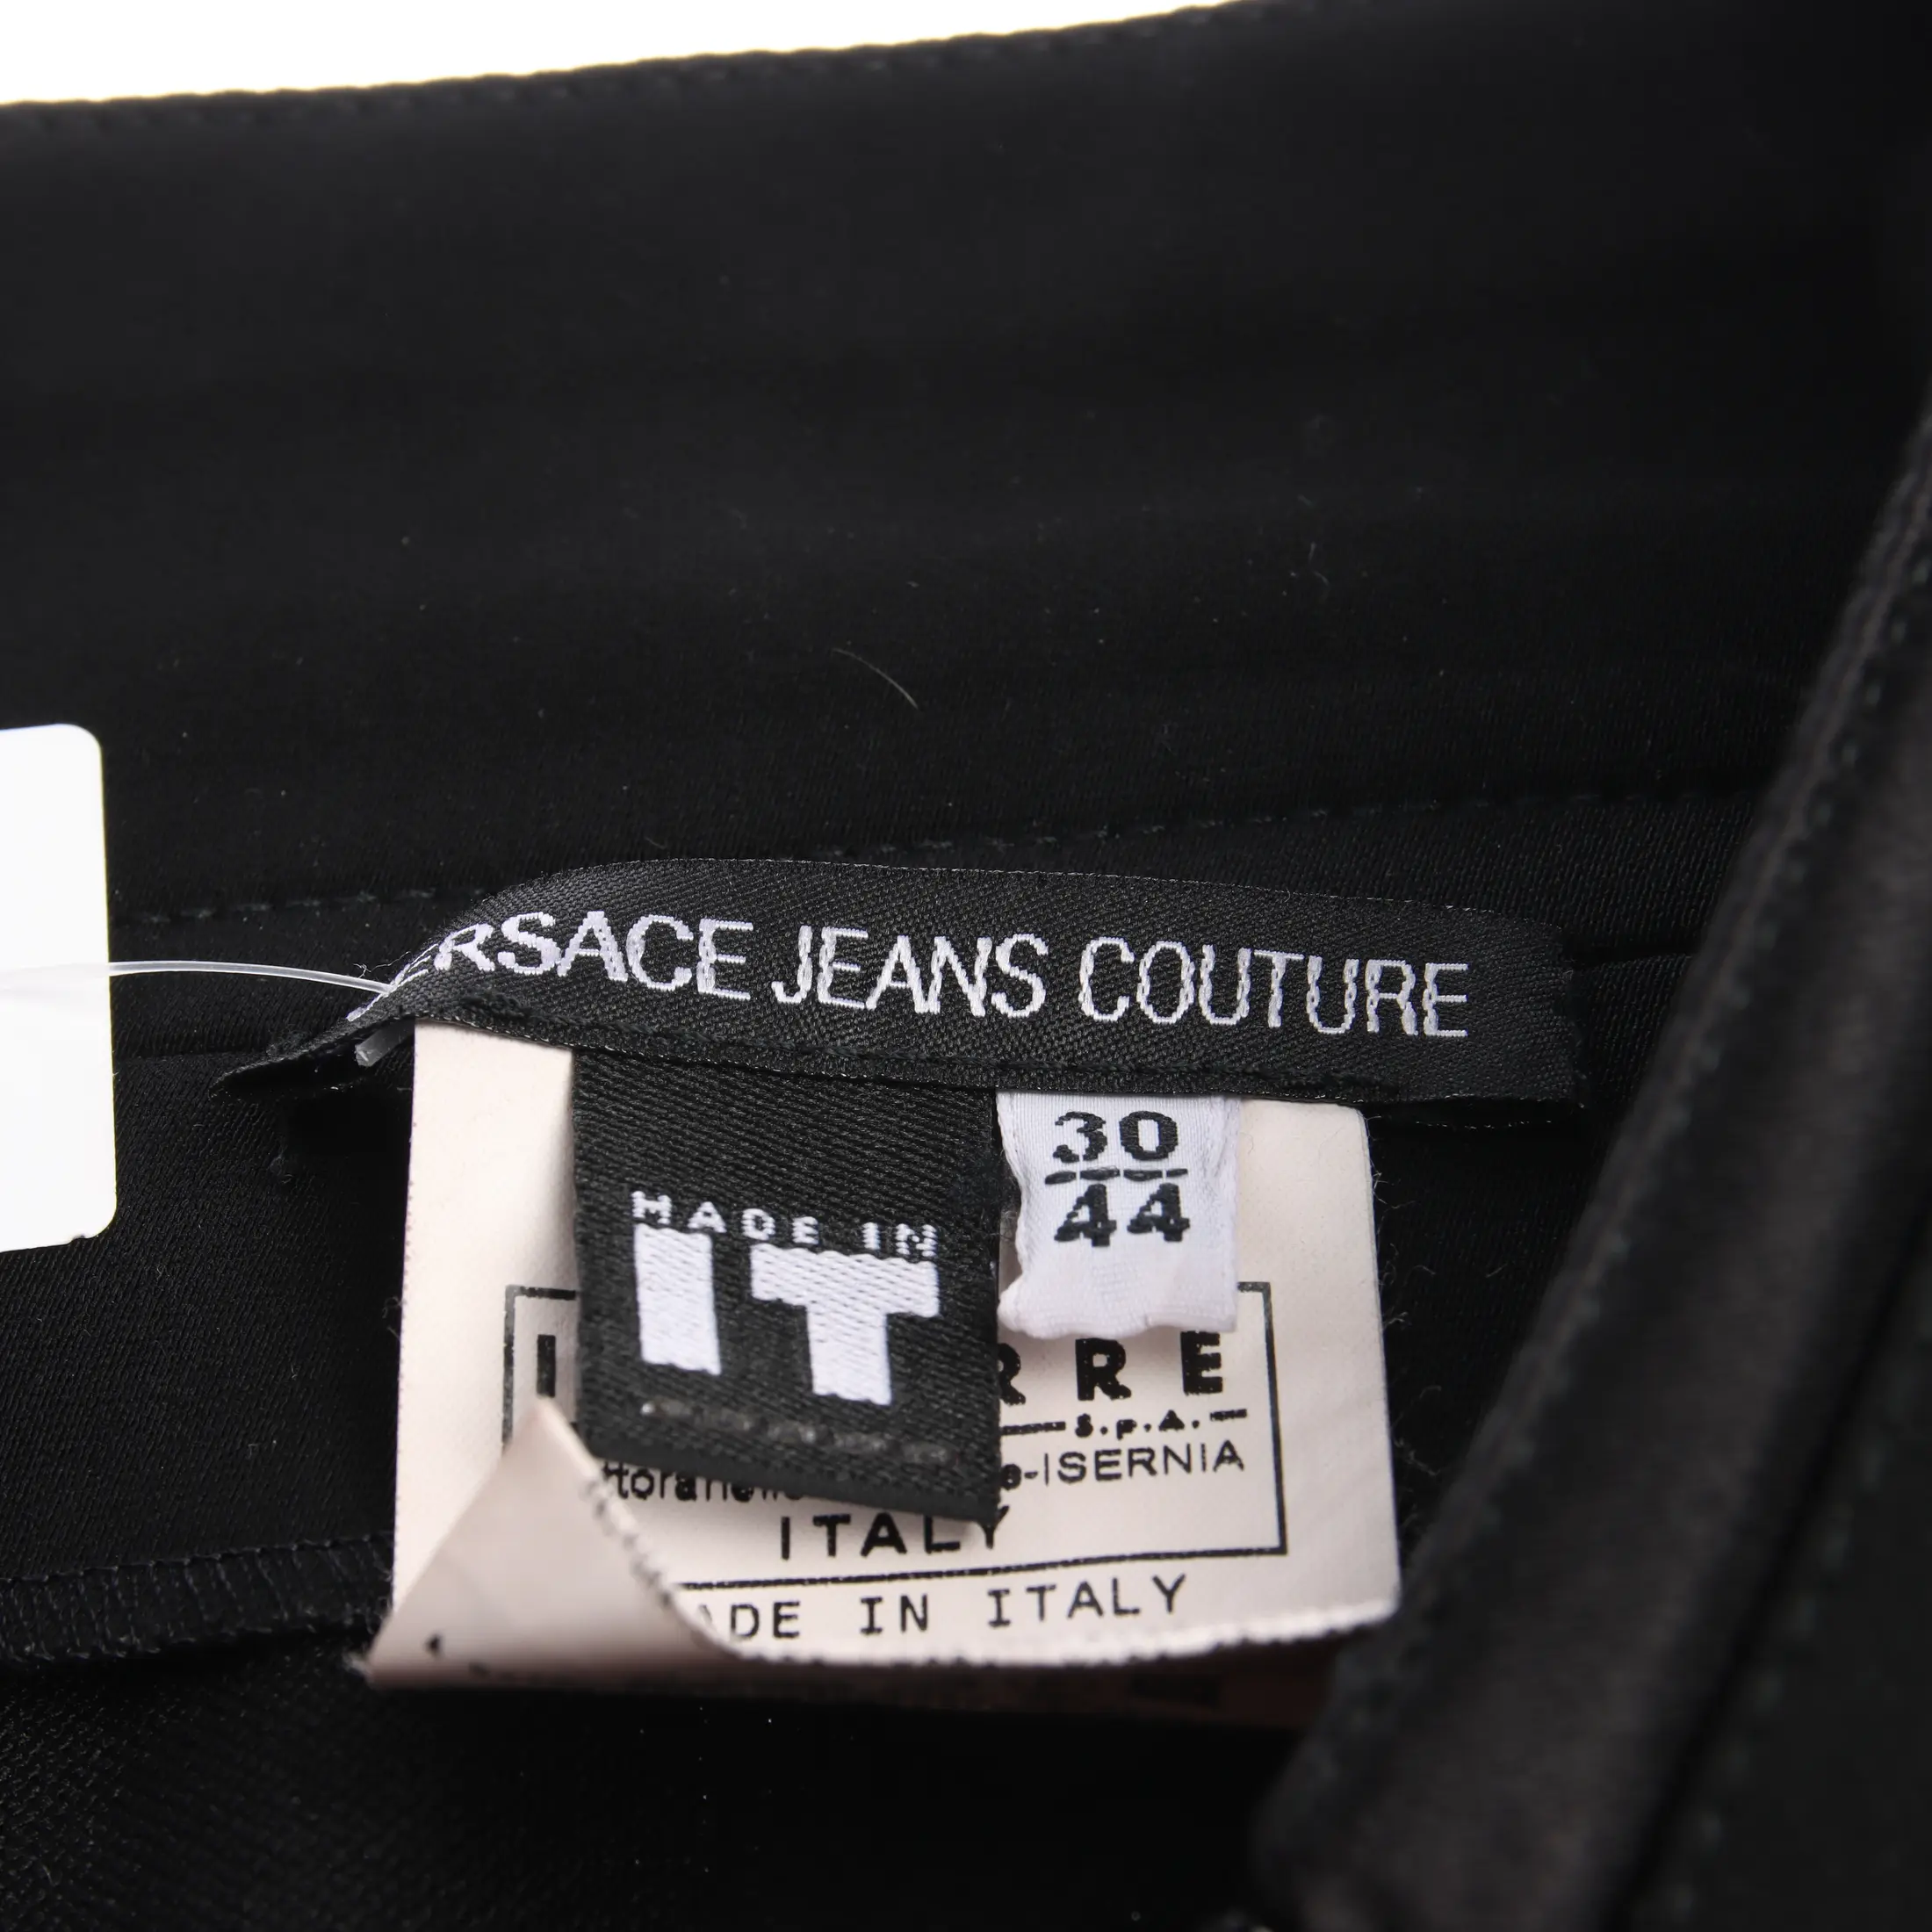 ERSACE JEANS COUTURE
30
44
MADE IN
IT
RRE
S.p.A.
ISERNIA
ITALY
ADE IN ITALY